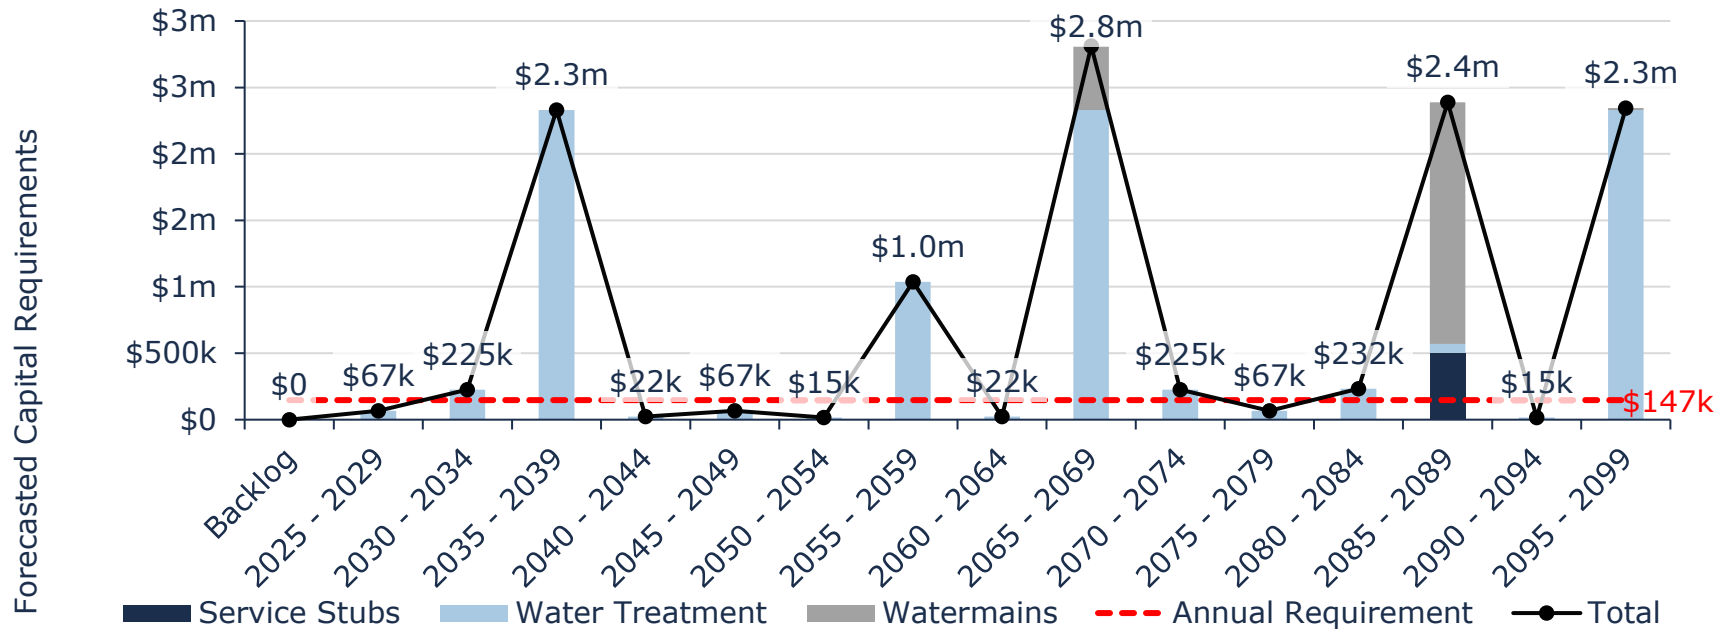 Forecasted Capital Requirements
$3m
$3m
$2m
$2m
$1m
$500k
$0
$0
$67k
$225k
$2.3m
$22k
$67k
$15k
$1.0m
$22k
$2.8m
$225k
$67k
$232k
$2.4m
$15k
$2.3m
$147k
Backlog
2025 - 2029
2030 - 2034
2035 - 2039
2040 - 2044
2045 - 2049
2050 - 2054
2055 - 2059
2060 - 2064
2065 - 2069
2070 - 2074
2075 - 2079
2080 - 2084
2085 - 2089
2090 - 2094
2095 - 2099
Service Stubs Water Treatment Watermains Annual Requirement Total